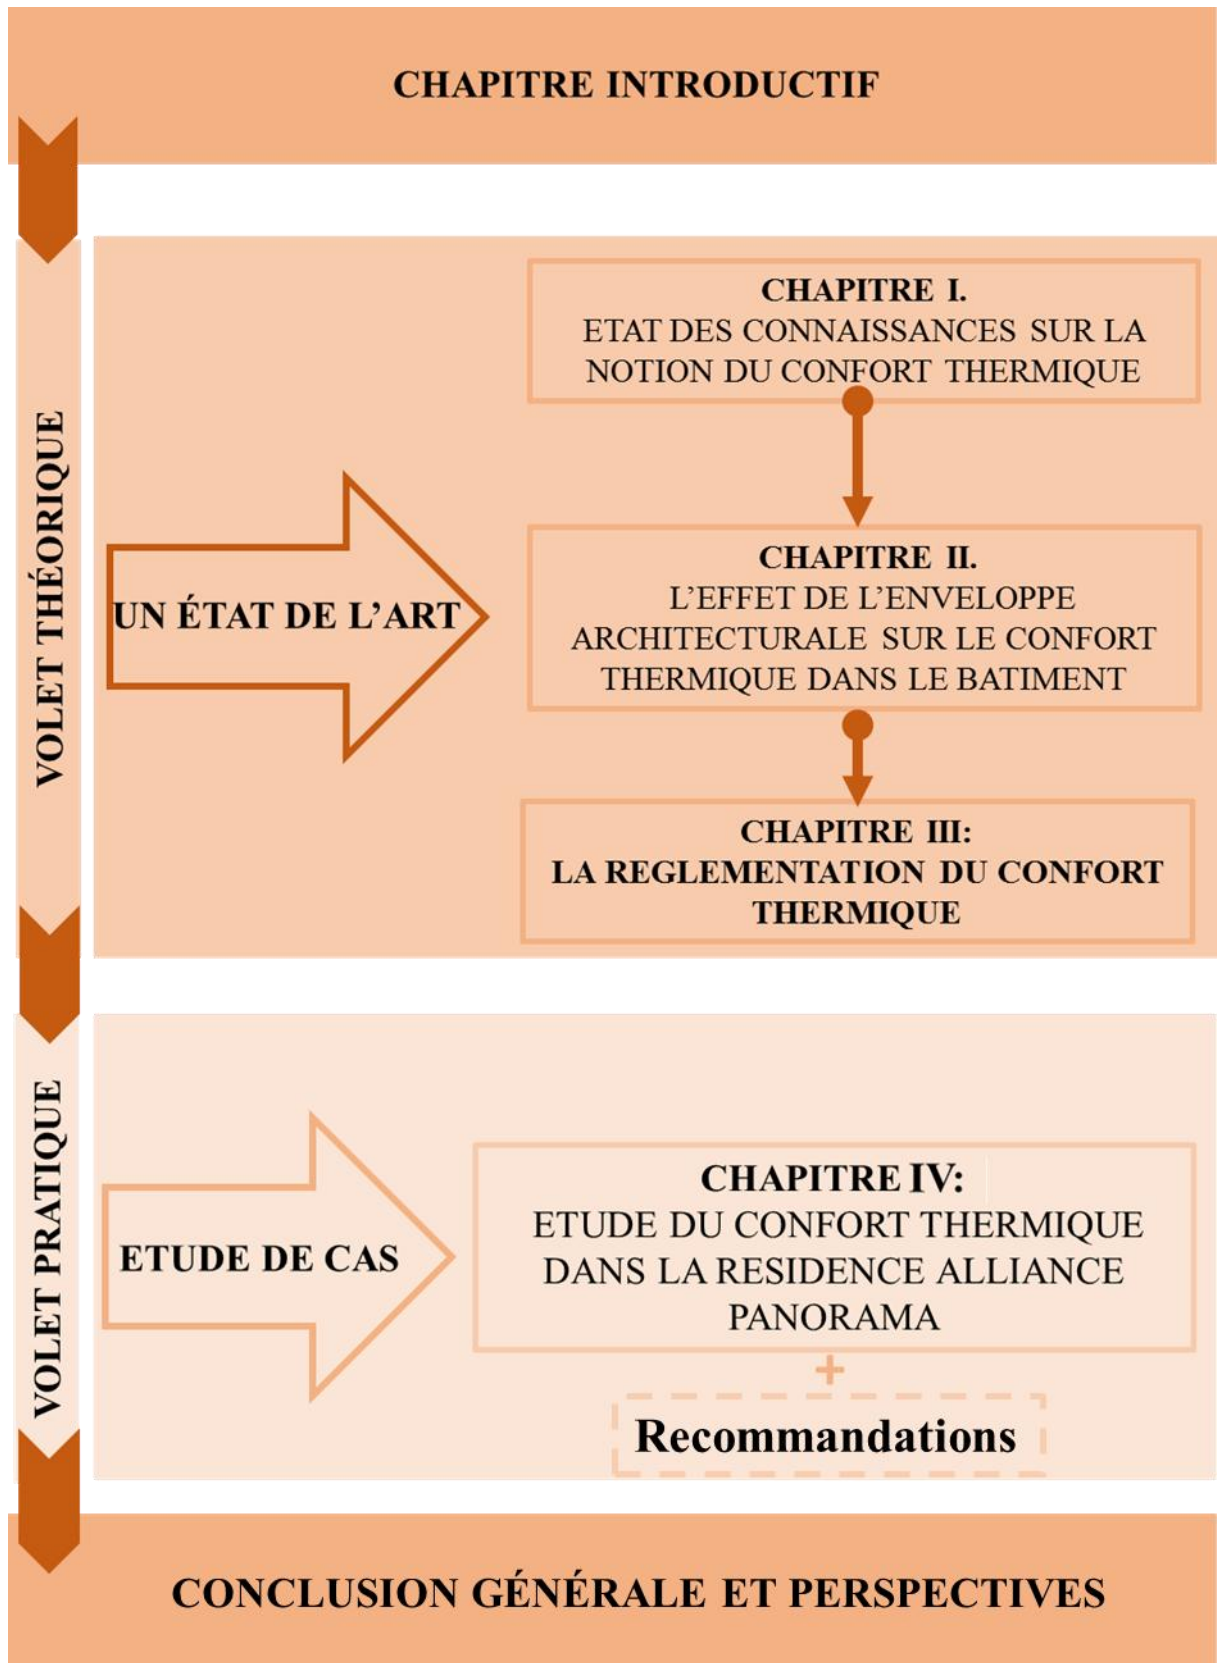 CHAPITRE INTRODUCTIF
VOLET THÉORIQUE
UN ÉTAT DE L’ART
CHAPITRE I.
ETAT DES CONNAISSANCES SUR LA
NOTION DU CONFORT THERMIQUE
CHAPITRE II.
L’EFFET DE L’ENVELOPPE
ARCHITECTURALE SUR LE CONFORT
THERMIQUE DANS LE BATIMENT
CHAPITRE III:
LA REGLEMENTATION DU CONFORT
THERMIQUE
VOLET PRATIQUE
ETUDE DE CAS
CHAPITRE IV:
ETUDE DU CONFORT THERMIQUE
DANS LA RESIDENCE ALLIANCE
PANORAMA
+
Recommandations
CONCLUSION GÉNÉRALE ET PERSPECTIVES